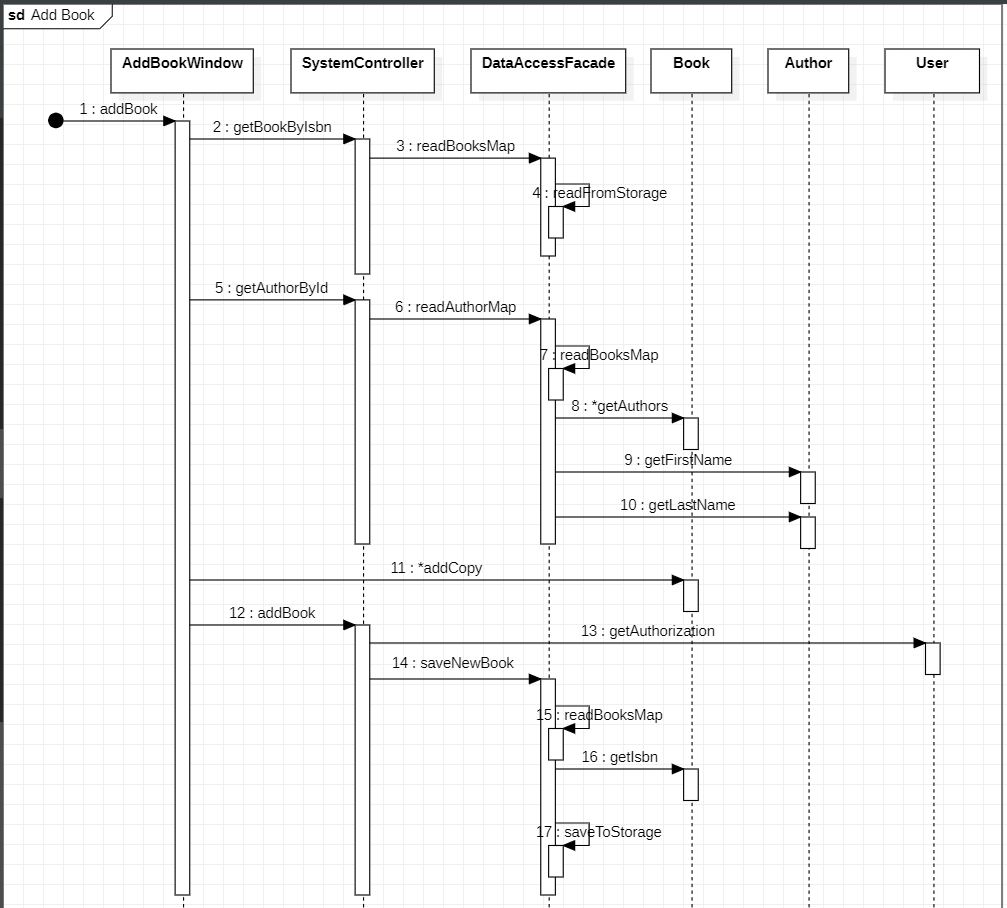 sd Add Book
AddBookWindow SystemController DataAccessFacade Book Author User
1 : addBook
2 : getBookByIsbn
3 : readBooksMap
4 : readFromStorage
5 : getAuthorById
6 : readAuthorMap
7 : readBooksMap
8 : *getAuthors
9 : getFirstName
10 : getLastName
11 : *addCopy
12 : addBook
13 : getAuthorization
14 : saveNewBook
15 : readBooksMap
16 : getIsbn
17 : saveToStorage